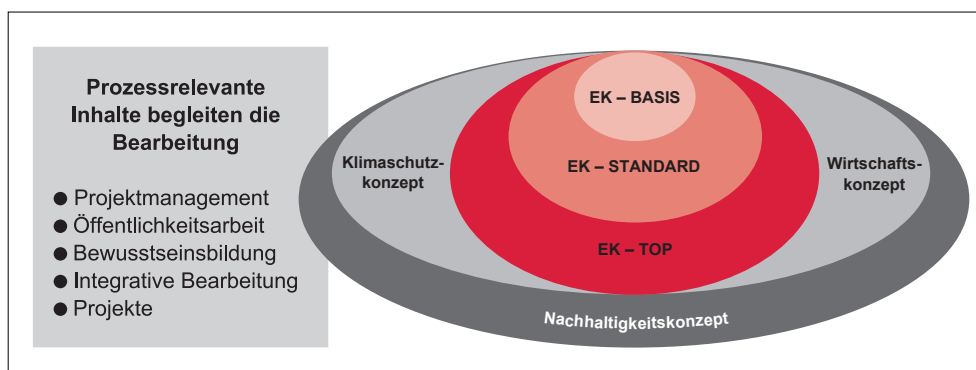 Prozessrelevante
Inhalte begleiten die
Bearbeitung
● Projektmanagement
● Öffentlichkeitsarbeit
● Bewusstseinsbildung
● Integrative Bearbeitung
● Projekte
EK – BASIS
Klimaschutz-
konzept
EK – STANDARD
Wirtschafts-
konzept
EK – TOP
Nachhaltigkeitskonzept